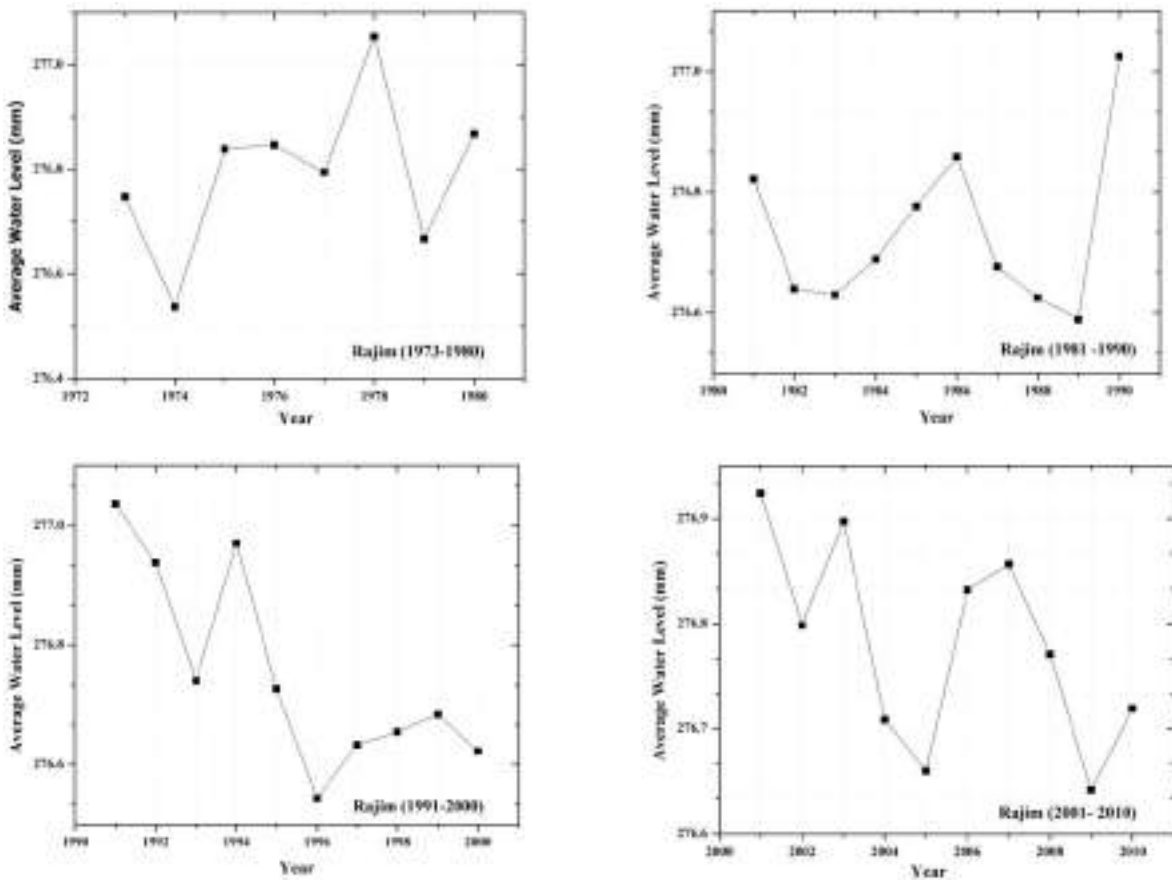 Average Water Level (mm)
277.0
276.8
276.6
276.4
1972 1974 1976 1978 1980
Year
Rajim (1973-1980)
Average Water Level (mm)
277.0
276.8
276.6
1980 1982 1984 1986 1988 1990
Year
Rajim (1981 -1990)
Average Water Level (mm)
277.0
276.8
276.6
1990 1992 1994 1996 1998 2000
Year
Rajim (1991-2000)
Average Water Level (mm)
276.9
276.8
276.7
276.6
2000 2002 2004 2006 2008 2010
Year
Rajim (2001- 2010)